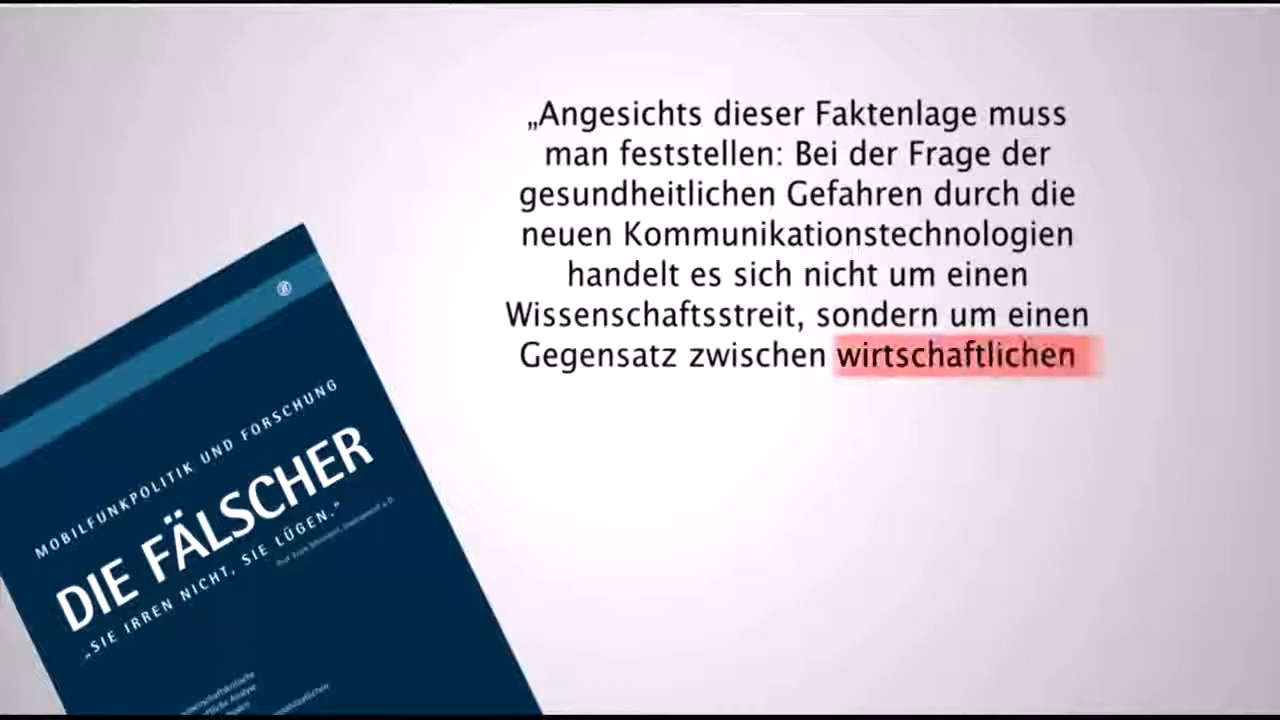 „Angesichts dieser Faktenlage muss
man feststellen: Bei der Frage der
gesundheitlichen Gefahren durch die
neuen Kommunikationstechnologien
handelt es sich nicht um einen
Wissenschaftsstreit, sondern um einen
Gegensatz zwischen wirtschaftlichen
®
MOBILFUNKPOLITIK UND FORSCHUNG
DIE FÄLSCHER
„SIE IRREN NICHT, SIE LÜGEN.“